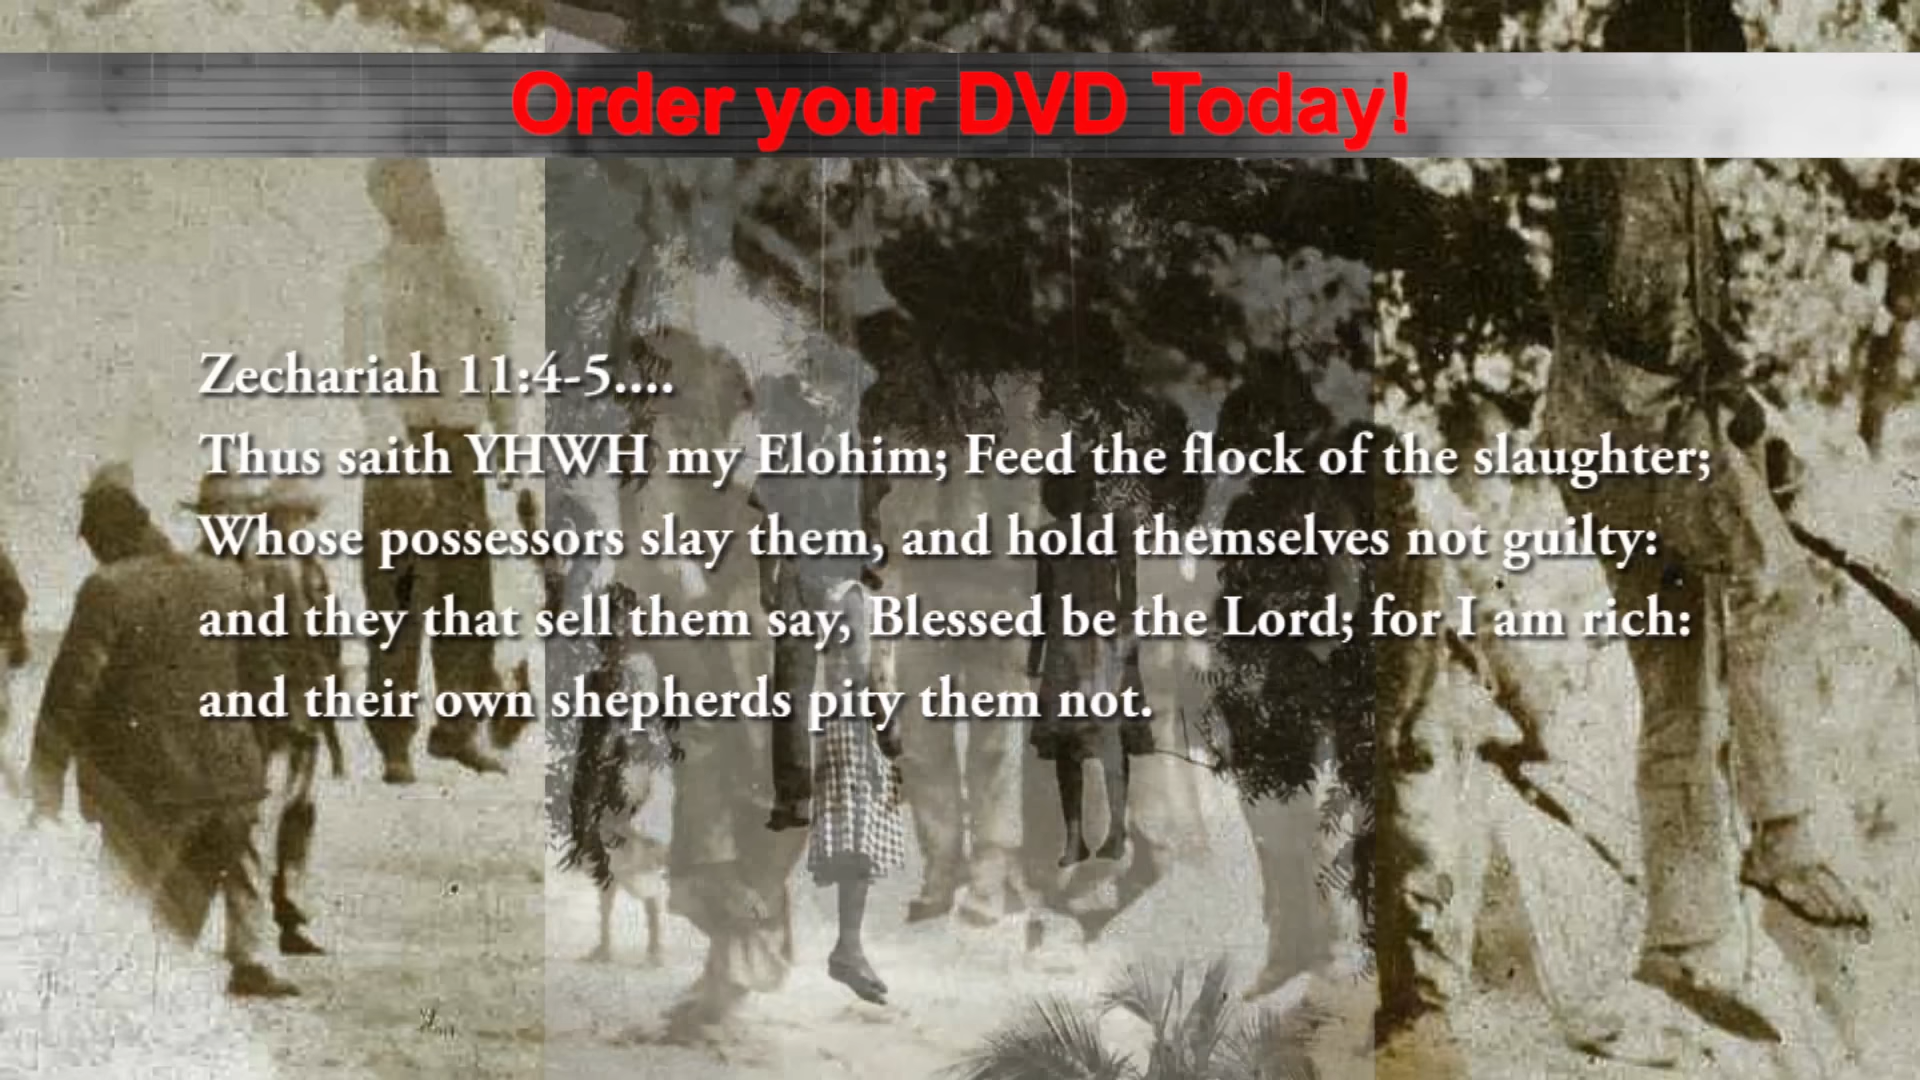 Order your DVD Today!
Zechariah 11:4-5....
Thus saith YHWH my Elohim; Feed the flock of the slaughter;
Whose possessors slay them, and hold themselves not guilty:
and they that sell them say, Blessed be the Lord; for I am rich:
and their own shepherds pity them not.